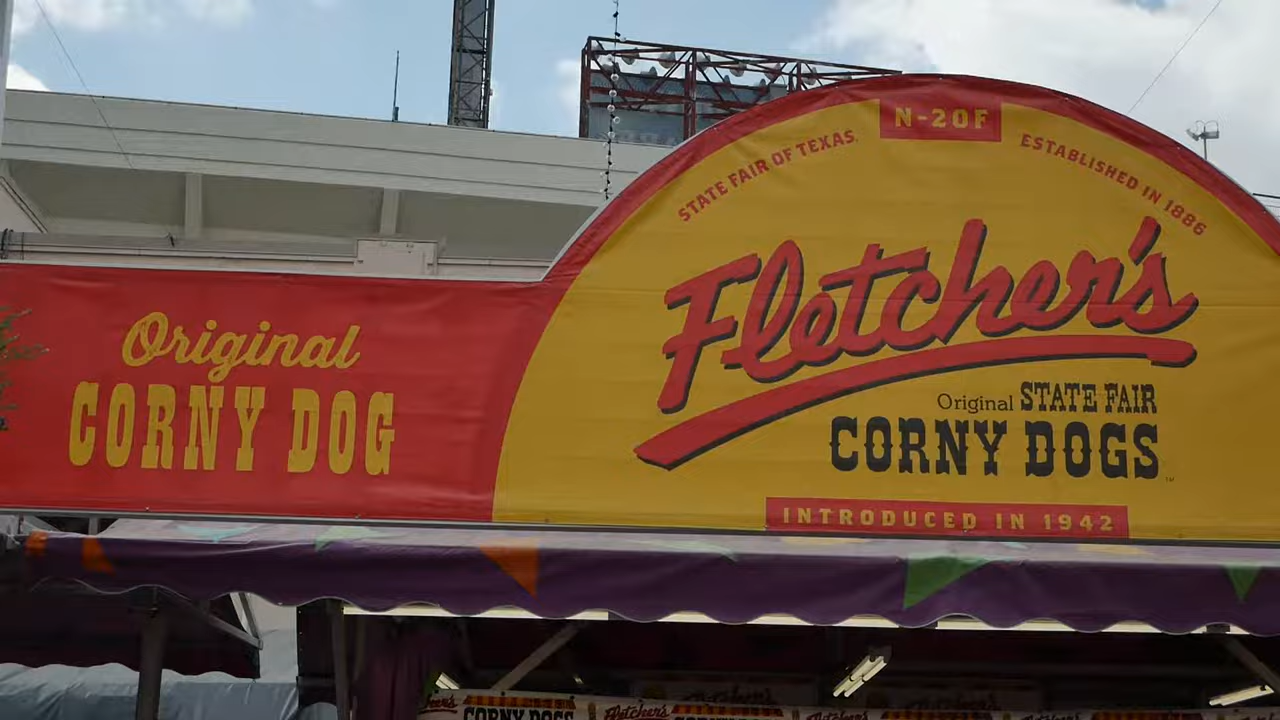 N-20F
STATE FAIR OF TEXAS.
ESTABLISHED IN 1886
Fletcher's
Original STATE FAIR
CORNY DOGS
TM
INTRODUCED IN 1942
Original
CORNY DOG
CORNY DOGS
Fletcher's